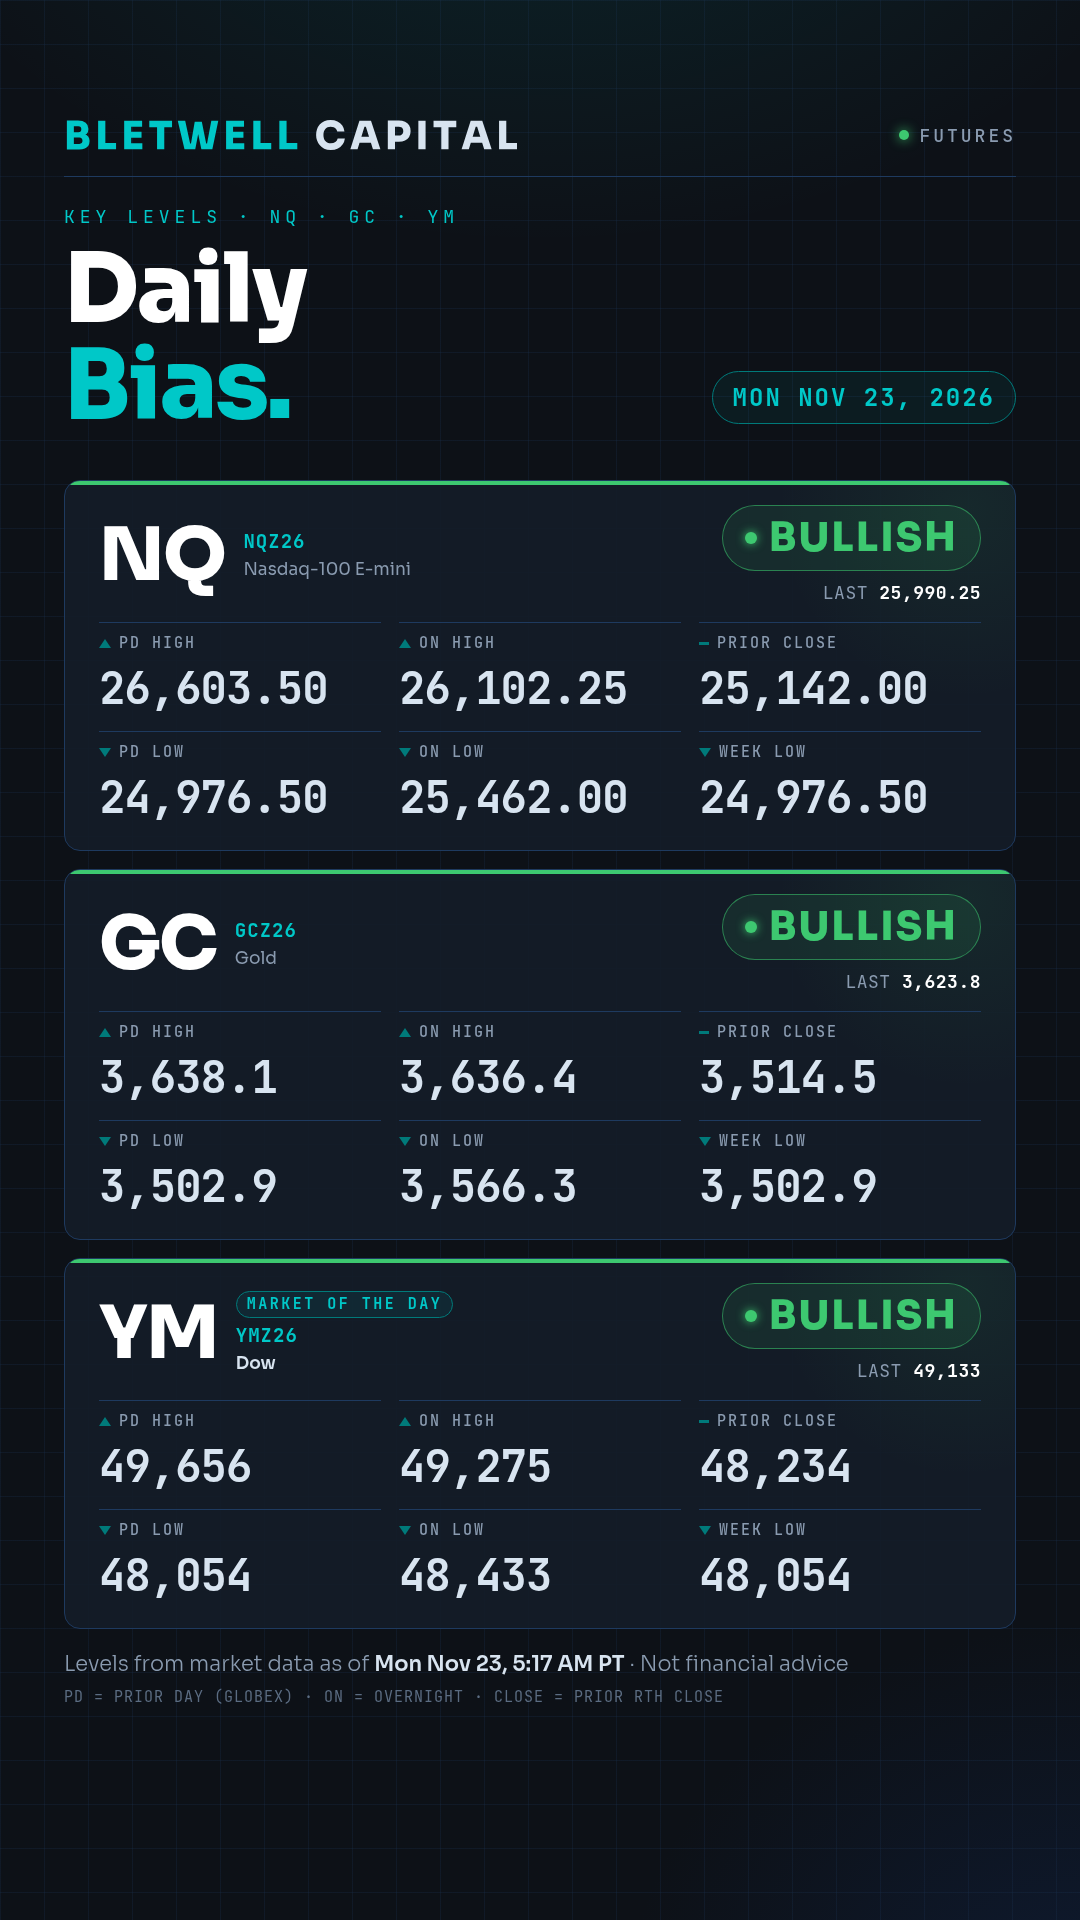 BLETWELL CAPITAL
FUTURES
KEY LEVELS · NQ · GC · YM
Daily
Bias.
MON NOV 23, 2026
NQ
NQZ26
Nasdaq-100 E-mini
BULLISH
LAST 25,990.25
PD HIGH
26,603.50
ON HIGH
26,102.25
PRIOR CLOSE
25,142.00
PD LOW
24,976.50
ON LOW
25,462.00
WEEK LOW
24,976.50
GC
GCZ26
Gold
BULLISH
LAST 3,623.8
PD HIGH
3,638.1
ON HIGH
3,636.4
PRIOR CLOSE
3,514.5
PD LOW
3,502.9
ON LOW
3,566.3
WEEK LOW
3,502.9
YM
MARKET OF THE DAY
YMZ26
Dow
BULLISH
LAST 49,133
PD HIGH
49,656
ON HIGH
49,275
PRIOR CLOSE
48,234
PD LOW
48,054
ON LOW
48,433
WEEK LOW
48,054
Levels from market data as of Mon Nov 23, 5:17 AM PT · Not financial advice
PD = PRIOR DAY (GLOBEX) · ON = OVERNIGHT · CLOSE = PRIOR RTH CLOSE